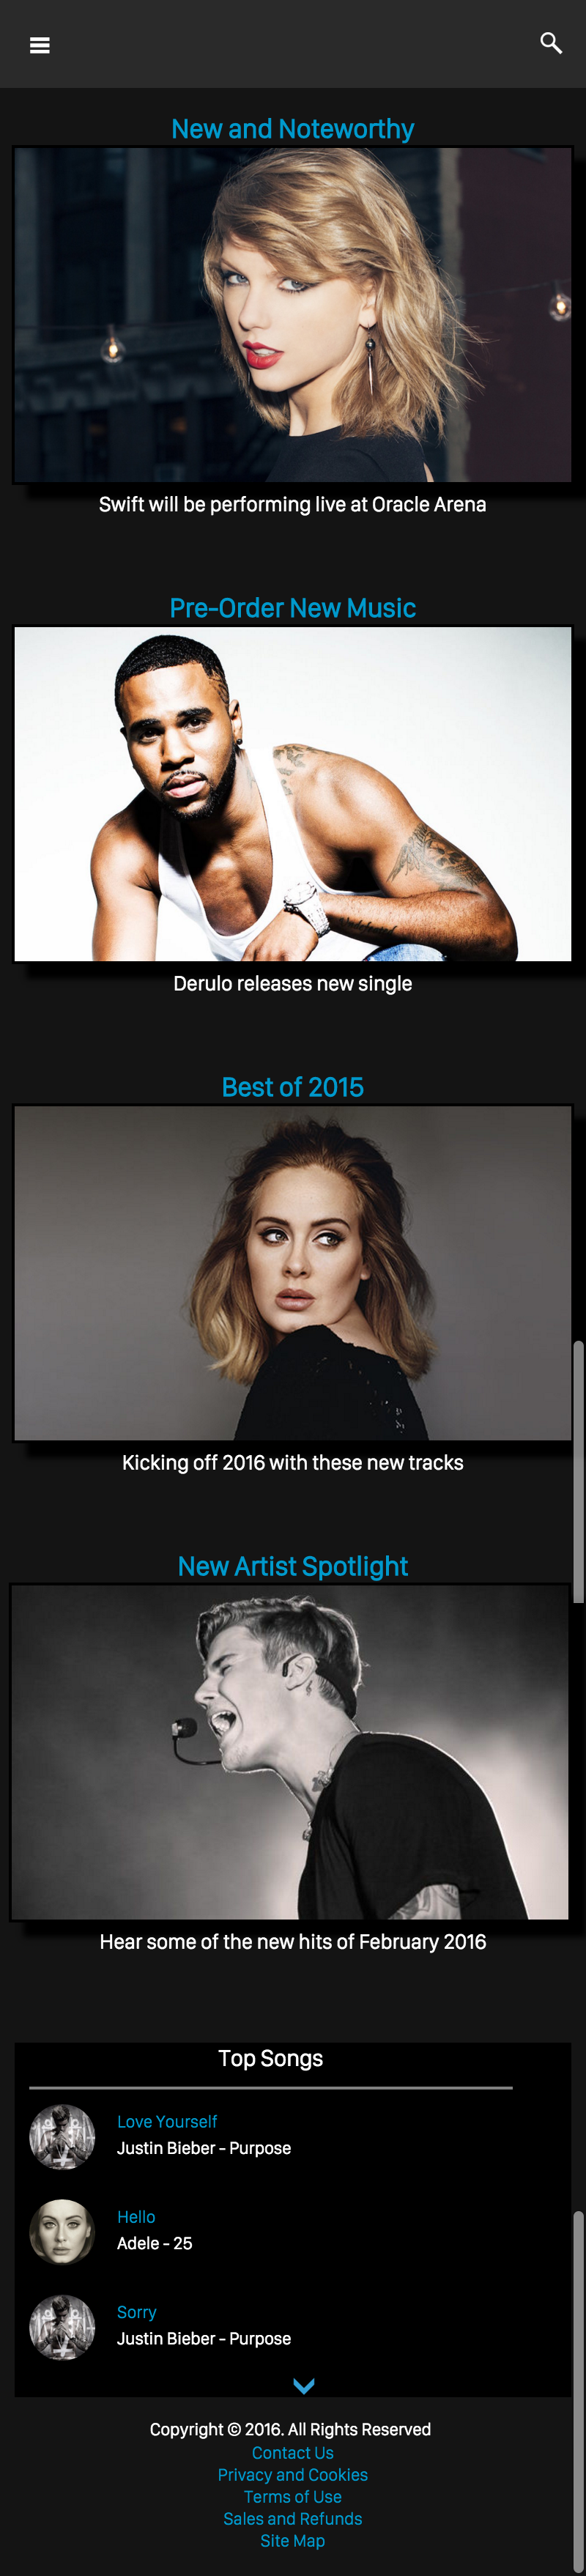 New and Noteworthy
Swift will be performing live at Oracle Arena
Pre-Order New Music
Derulo releases new single
Best of 2015
Kicking off 2016 with these new tracks
New Artist Spotlight
Hear some of the new hits of February 2016
Top Songs
Love Yourself
Justin Bieber - Purpose
Hello
Adele - 25
Sorry
Justin Bieber - Purpose
Copyright © 2016. All Rights Reserved
Contact Us
Privacy and Cookies
Terms of Use
Sales and Refunds
Site Map